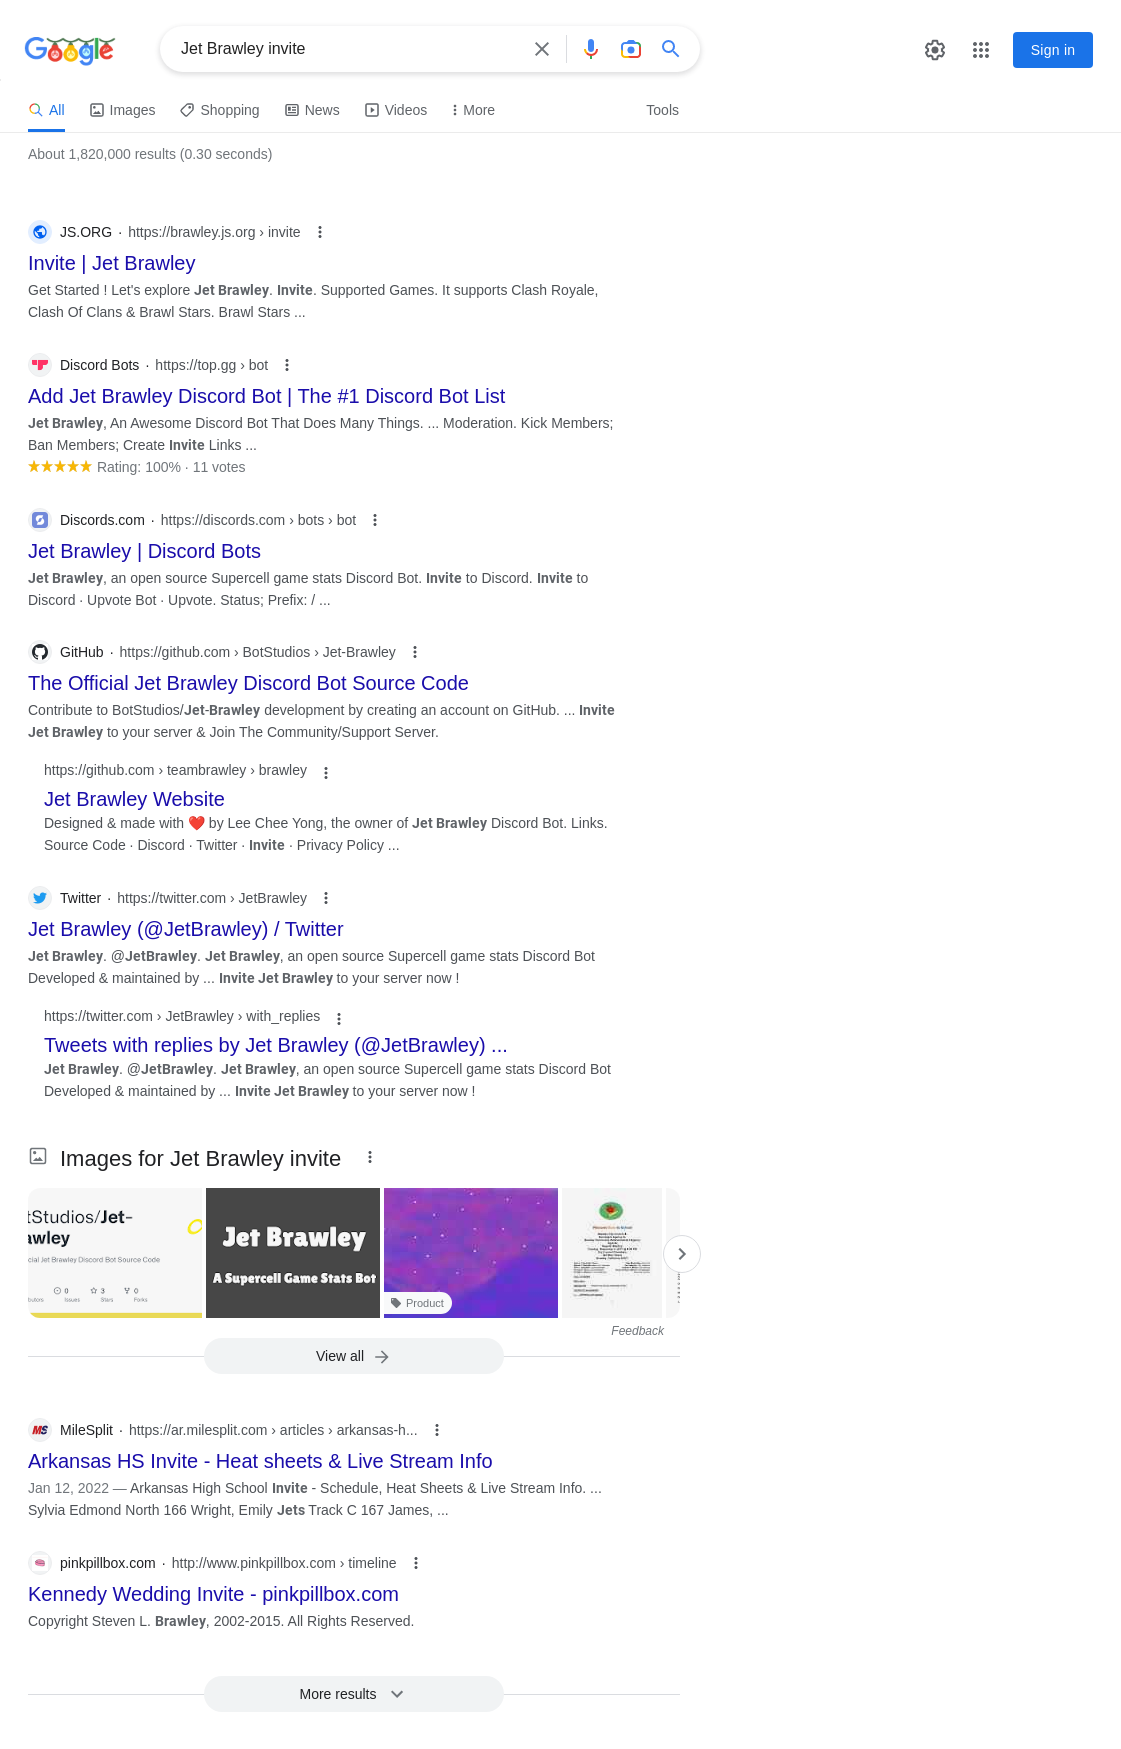 Google
Jet Brawley invite
Sign in
All
Images
Shopping
News
Videos
More
Tools
About 1,820,000 results (0.30 seconds)
JS.ORG · https://brawley.js.org › invite
Invite | Jet Brawley
Get Started ! Let's explore Jet Brawley. Invite. Supported Games. It supports Clash Royale,
Clash Of Clans & Brawl Stars. Brawl Stars ...
Discord Bots · https://top.gg › bot
Add Jet Brawley Discord Bot | The #1 Discord Bot List
Jet Brawley, An Awesome Discord Bot That Does Many Things. ... Moderation. Kick Members;
Ban Members; Create Invite Links ...
Rating: 100% · 11 votes
Discords.com · https://discords.com › bots › bot
Jet Brawley | Discord Bots
Jet Brawley, an open source Supercell game stats Discord Bot. Invite to Discord. Invite to
Discord · Upvote Bot · Upvote. Status; Prefix: / ...
GitHub · https://github.com › BotStudios › Jet-Brawley
The Official Jet Brawley Discord Bot Source Code
Contribute to BotStudios/Jet-Brawley development by creating an account on GitHub. ... Invite
Jet Brawley to your server & Join The Community/Support Server.
https://github.com › teambrawley › brawley
Jet Brawley Website
Designed & made with ❤️ by Lee Chee Yong, the owner of Jet Brawley Discord Bot. Links.
Source Code · Discord · Twitter · Invite · Privacy Policy ...
Twitter · https://twitter.com › JetBrawley
Jet Brawley (@JetBrawley) / Twitter
Jet Brawley. @JetBrawley. Jet Brawley, an open source Supercell game stats Discord Bot
Developed & maintained by ... Invite Jet Brawley to your server now !
https://twitter.com › JetBrawley › with_replies
Tweets with replies by Jet Brawley (@JetBrawley) ...
Jet Brawley. @JetBrawley. Jet Brawley, an open source Supercell game stats Discord Bot
Developed & maintained by ... Invite Jet Brawley to your server now !
Images for Jet Brawley invite
tStudios/Jet-
awley
cial Jet Brawley Discord Bot Source Code
0
3
0
Issues
Stars
Forks
Jet Brawley
A Supercell Game Stats Bot
Product
Feedback
View all
MS
MileSplit · https://ar.milesplit.com › articles › arkansas-h...
Arkansas HS Invite - Heat sheets & Live Stream Info
Jan 12, 2022 — Arkansas High School Invite - Schedule, Heat Sheets & Live Stream Info. ...
Sylvia Edmond North 166 Wright, Emily Jets Track C 167 James, ...
pinkpillbox.com · http://www.pinkpillbox.com › timeline
Kennedy Wedding Invite - pinkpillbox.com
Copyright Steven L. Brawley, 2002-2015. All Rights Reserved.
More results